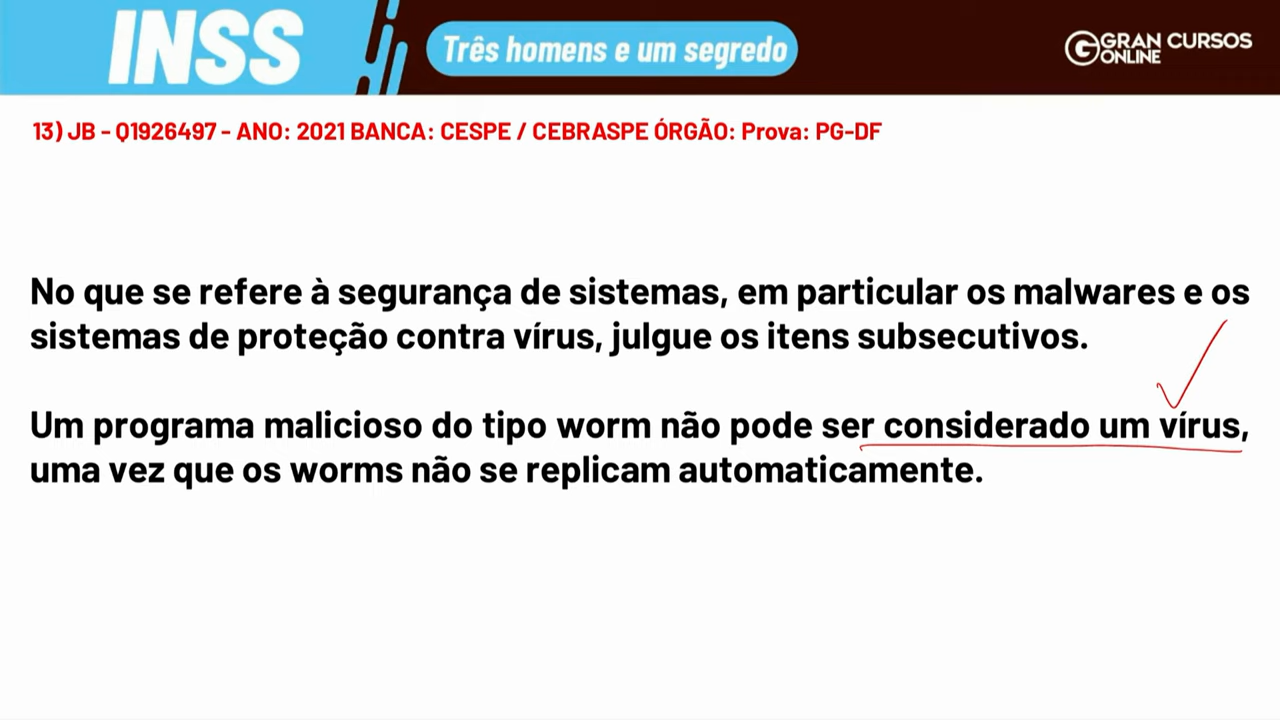 INSS
Três homens e um segredo
GRAN CURSOS
ONLINE
13) JB - Q1926497 - ANO: 2021 BANCA: CESPE / CEBRASPE ÓRGÃO: Prova: PG-DF
No que se refere à segurança de sistemas, em particular os malwares e os
sistemas de proteção contra vírus, julgue os itens subsecutivos.
Um programa malicioso do tipo worm não pode ser considerado um vírus,
uma vez que os worms não se replicam automaticamente.